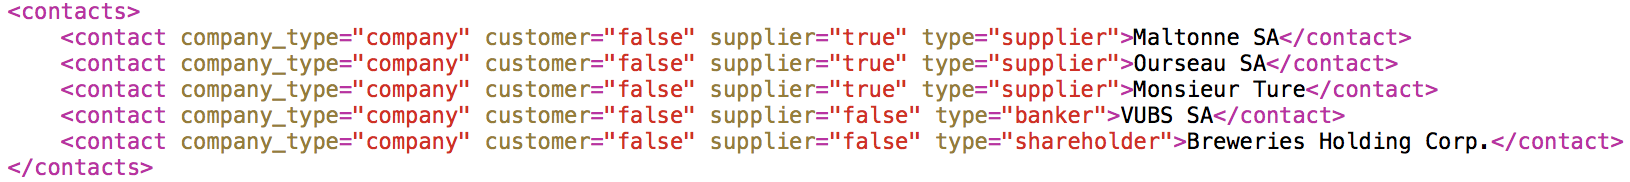 <contacts>
    <contact company_type="company" customer="false" supplier="true" type="supplier">Maltonne SA</contact>
    <contact company_type="company" customer="false" supplier="true" type="supplier">Ourseau SA</contact>
    <contact company_type="company" customer="false" supplier="true" type="supplier">Monsieur Ture</contact>
    <contact company_type="company" customer="false" supplier="false" type="banker">VUBS SA</contact>
    <contact company_type="company" customer="false" supplier="false" type="shareholder">Breweries Holding Corp.</contact>
</contacts>